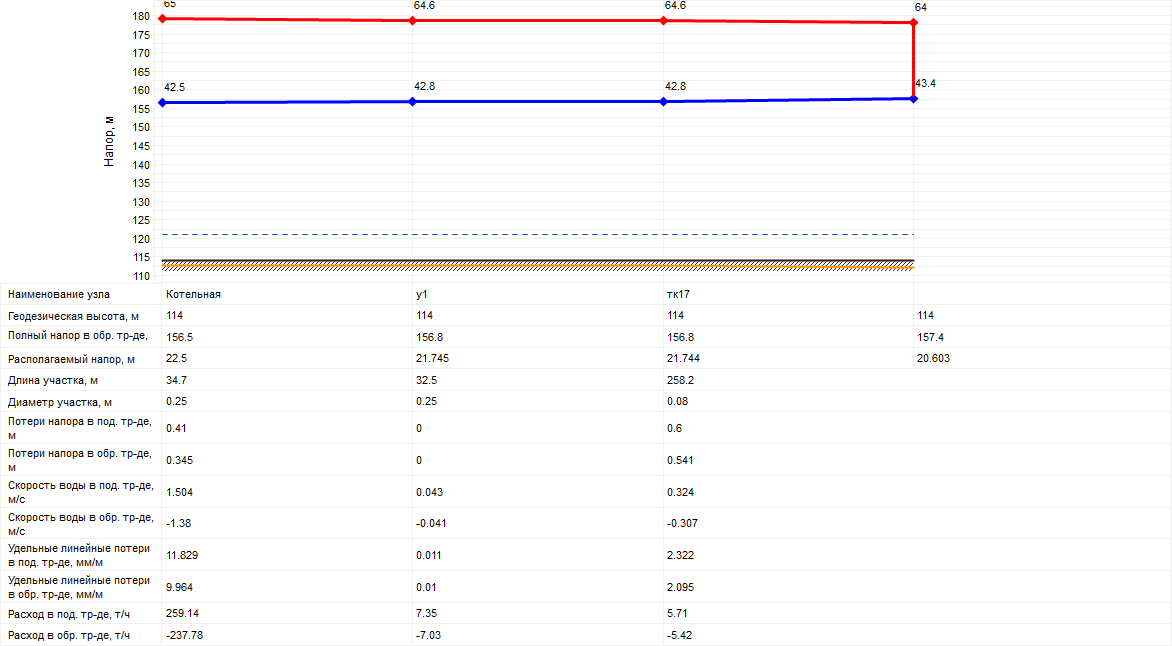 65
64.6
64.6
64
180
175
170
165
160
155
150
145
140
135
130
125
120
115
110
Напор, м
42.5
42.8
42.8
43.4
Наименование узла Котельная у1 тк17
Геодезическая высота, м 114 114 114 114
Полный напор в обр. тр-де, 156.5 156.8 156.8 157.4
Располагаемый напор, м 22.5 21.745 21.744 20.603
Длина участка, м 34.7 32.5 258.2
Диаметр участка, м 0.25 0.25 0.08
Потери напора в под. тр-де,
м 0.41 0 0.6
Потери напора в обр. тр-де,
м 0.345 0 0.541
Скорость воды в под. тр-де,
м/с 1.504 0.043 0.324
Скорость воды в обр. тр-де,
м/с -1.38 -0.041 -0.307
Удельные линейные потери
в под. тр-де, мм/м 11.829 0.011 2.322
Удельные линейные потери
в обр. тр-де, мм/м 9.964 0.01 2.095
Расход в под. тр-де, т/ч 259.14 7.35 5.71
Расход в обр. тр-де, т/ч -237.78 -7.03 -5.42